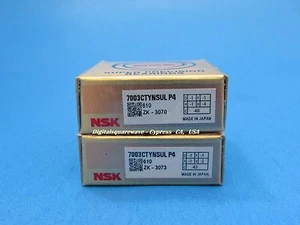 7003CTYNSUL P4
610
ZK - 3070
-40
NSK
MADE IN JAPAN
Digitalsquarewave - Cypress CA, USA
7003CTYNSUL P4
610
ZK - 3073
NSK
MADE IN JAPAN